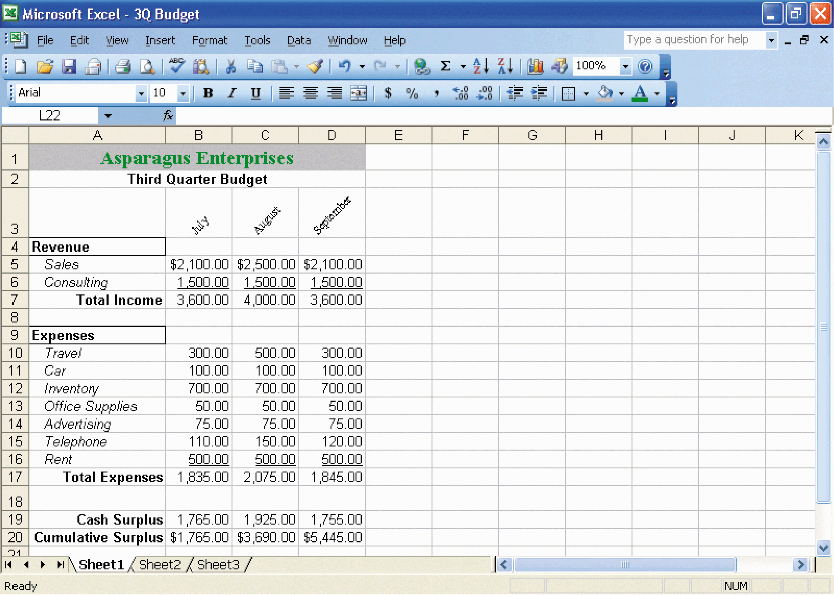 Microsoft Excel - 3Q Budget
File Edit View Insert Format Tools Data Window Help Type a question for help
ABC Σ A Z Z A 100%
Arial 10 B I U $ % , .00 .00
L22 fx
A B C D E F G H I J K
1 Asparagus Enterprises
2 Third Quarter Budget
3 July August September
4 Revenue
5 Sales $2,100.00 $2,500.00 $2,100.00
6 Consulting 1,500.00 1,500.00 1,500.00
7 Total Income 3,600.00 4,000.00 3,600.00
8
9 Expenses
10 Travel 300.00 500.00 300.00
11 Car 100.00 100.00 100.00
12 Inventory 700.00 700.00 700.00
13 Office Supplies 50.00 50.00 50.00
14 Advertising 75.00 75.00 75.00
15 Telephone 110.00 150.00 120.00
16 Rent 500.00 500.00 500.00
17 Total Expenses 1,835.00 2,075.00 1,845.00
18
19 Cash Surplus 1,765.00 1,925.00 1,755.00
20 Cumulative Surplus $1,765.00 $3,690.00 $5,445.00
21
Sheet1 Sheet2 Sheet3
Ready NUM